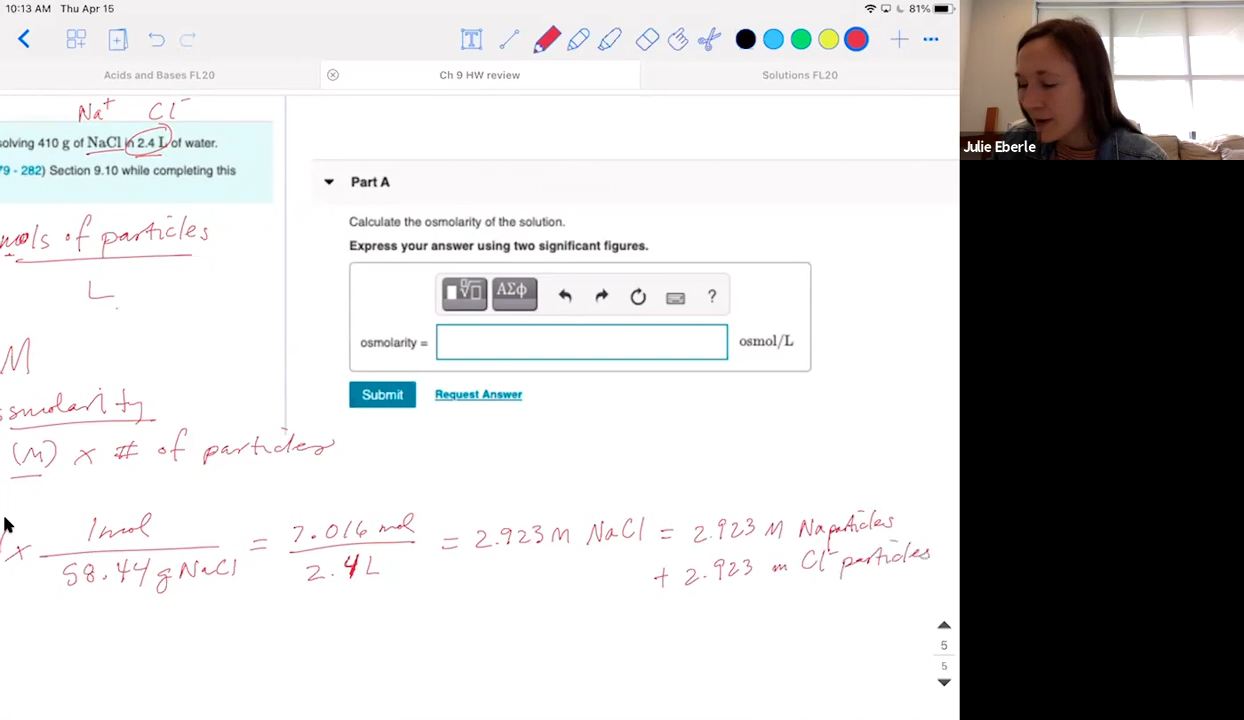 10:13 AM Thu Apr 15
81%
Acids and Bases FL20
Ch 9 HW review
Solutions FL20
Na+ Cl-
solving 410 g of NaCl in 2.4 L of water.
79 - 282) Section 9.10 while completing this
mols of particles
L
M
osmolarity
(M) x # of particles
Part A
Calculate the osmolarity of the solution.
Express your answer using two significant figures.
ΑΣφ
?
osmolarity =
osmol/L
Submit
Request Answer
x 1 mol / 58.44 g NaCl = 7.016 mol / 2.4 L = 2.923 M NaCl = 2.923 M Na particles
+ 2.923 m Cl- particles
5
5
Julie Eberle